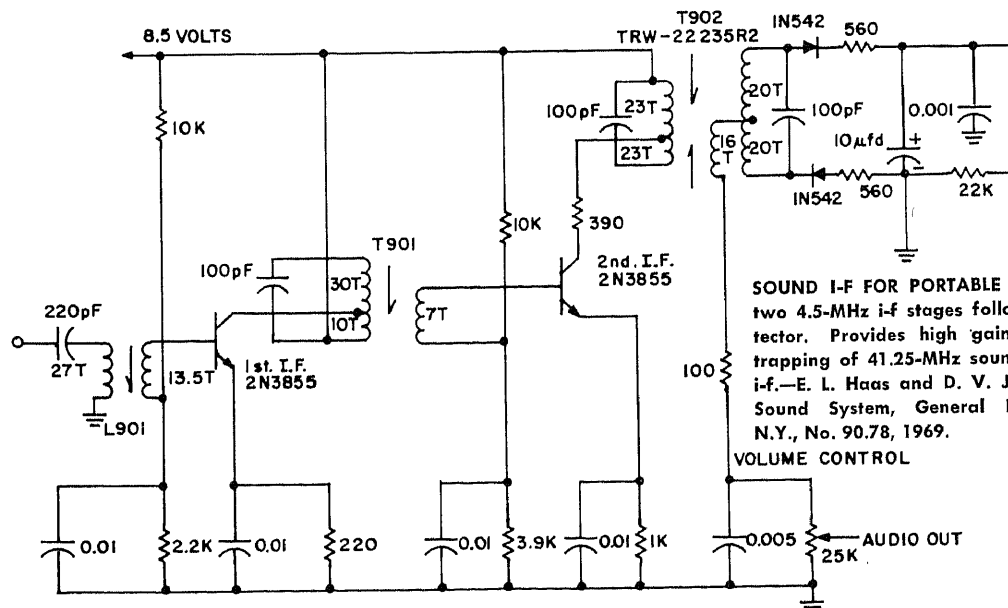 T902
TRW-22235R2
IN542
560
8.5 VOLTS
100pF
23T
23T
20T
20T
16
T
100pF
0.001
10µfd
+
-
10K
IN542
560
22K
10K
390
T901
100pF
30T
10T
7T
2nd. I.F.
2N3855
220pF
27T
13.5T
1st. I.F.
2N3855
L901
100
SOUND I-F FOR PORTABLE
two 4.5-MHz i-f stages follo
tector. Provides high gain
trapping of 41.25-MHz soun
i-f.—E. L. Haas and D. V. J
Sound System, General
N.Y., No. 90.78, 1969.
VOLUME CONTROL
0.01
2.2K
0.01
220
0.01
3.9K
0.01
1K
0.005
25K
AUDIO OUT